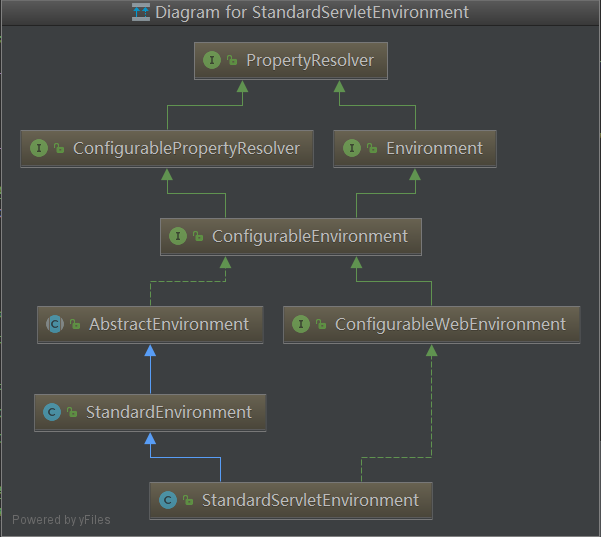 Diagram for StandardServletEnvironment
I PropertyResolver
I ConfigurablePropertyResolver
I Environment
I ConfigurableEnvironment
C AbstractEnvironment
I ConfigurableWebEnvironment
C StandardEnvironment
C StandardServletEnvironment
Powered by yFiles